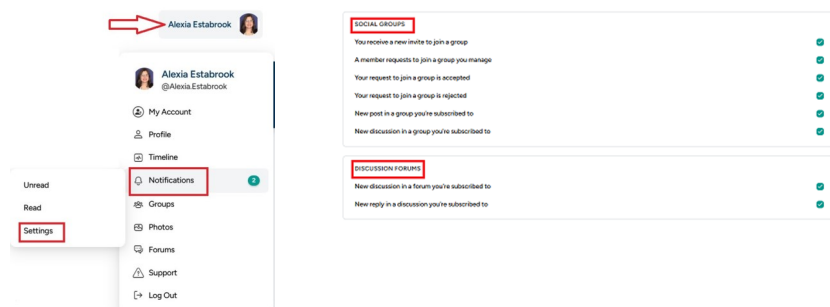 Alexia Estabrook
Alexia Estabrook
@Alexia.Estabrook
My Account
Profile
Timeline
Notifications 2
Groups
Photos
Forums
Support
Log Out
Unread
Read
Settings
SOCIAL GROUPS
You receive a new invite to join a group
A member requests to join a group you manage
Your request to join a group is accepted
Your request to join a group is rejected
New post in a group you're subscribed to
New discussion in a group you're subscribed to
DISCUSSION FORUMS
New discussion in a forum you're subscribed to
New reply in a discussion you're subscribed to